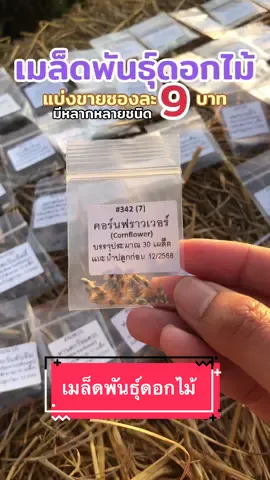 เมล็ดพันธุ์ดอกไม้
แบ่งขายซองละ 9 บาท
มีหลากหลายชนิด
#342 (7)
คอร์นฟราวเวอร์
(Cornflower)
บรรจุประมาณ 30 เมล็ด
แนะนำปลูกก่อน 12/2568
เมล็ดพันธุ์ดอกไม้